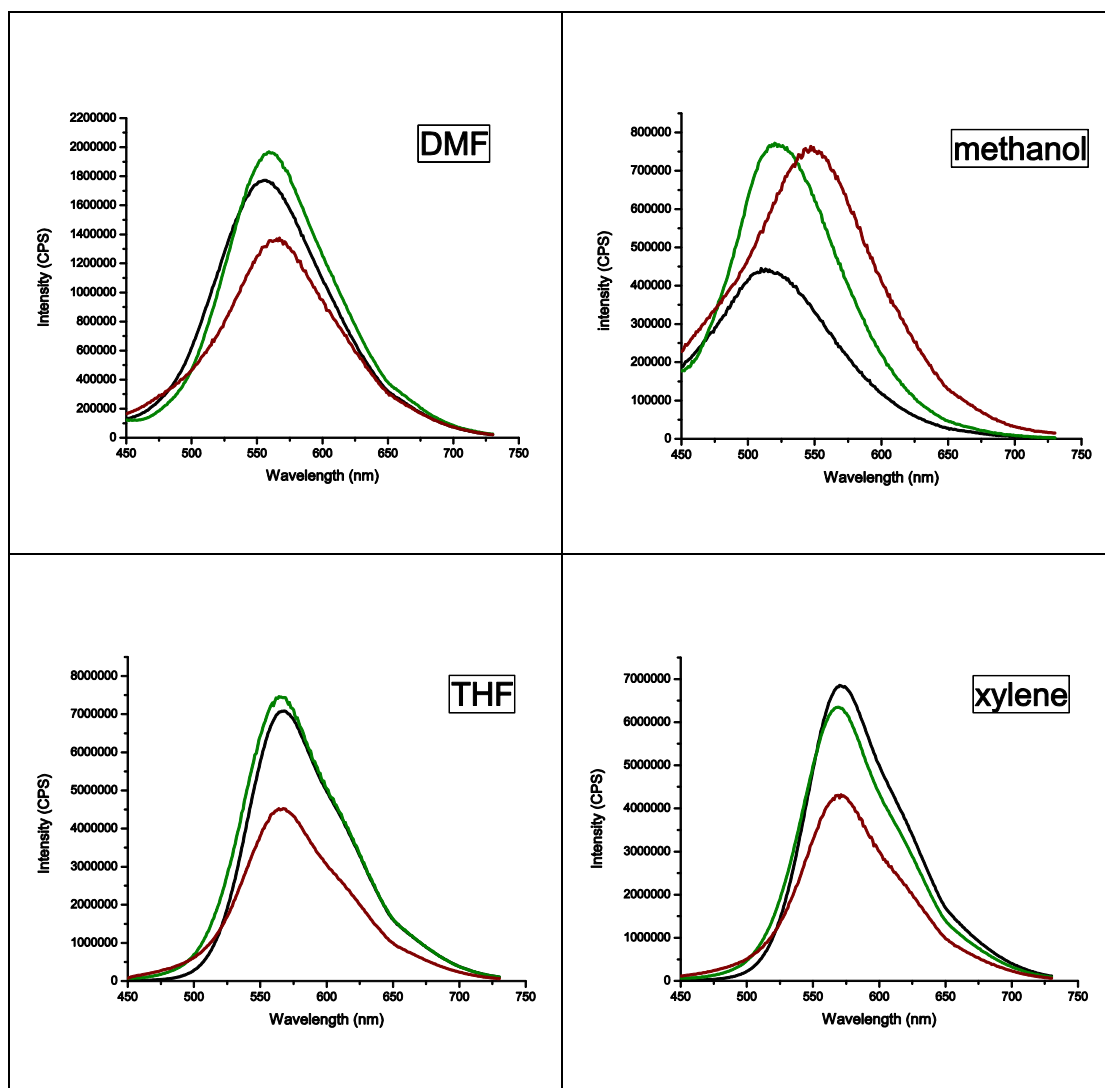 DMF
Intensity (CPS)
2200000
2000000
1800000
1600000
1400000
1200000
1000000
800000
600000
400000
200000
0
450 500 550 600 650 700 750
Wavelength (nm)
methanol
intensity (CPS)
800000
700000
600000
500000
400000
300000
200000
100000
0
450 500 550 600 650 700 750
Wavelength (nm)
THF
Intensity (CPS)
8000000
7000000
6000000
5000000
4000000
3000000
2000000
1000000
0
450 500 550 600 650 700 750
Wavelength (nm)
xylene
Intensity (CPS)
7000000
6000000
5000000
4000000
3000000
2000000
1000000
0
450 500 550 600 650 700 750
Wavelength (nm)